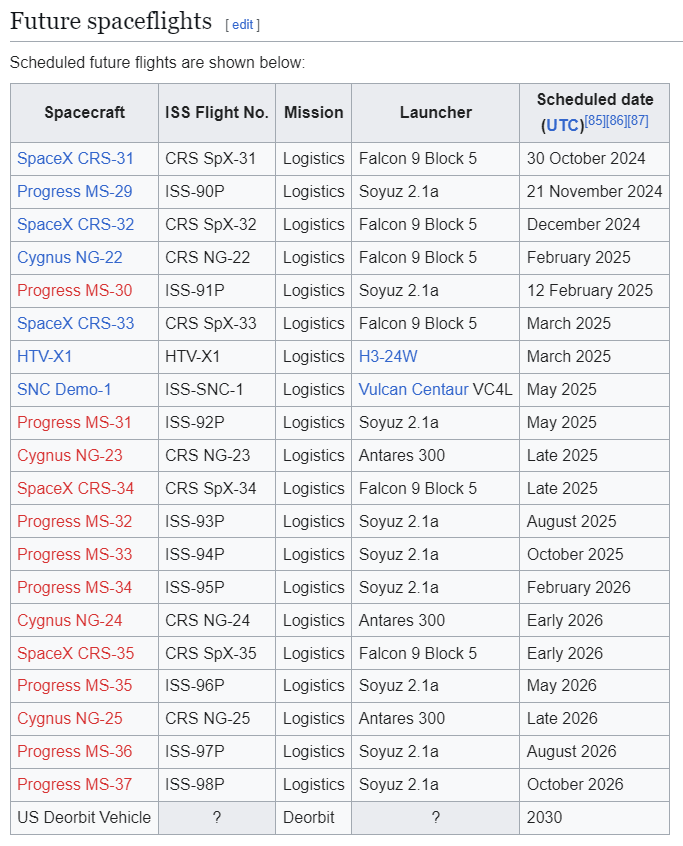 Future spaceflights [ edit ]
Scheduled future flights are shown below:
Spacecraft ISS Flight No. Mission Launcher Scheduled date (UTC)[85][86][87]
SpaceX CRS-31 CRS SpX-31 Logistics Falcon 9 Block 5 30 October 2024
Progress MS-29 ISS-90P Logistics Soyuz 2.1a 21 November 2024
SpaceX CRS-32 CRS SpX-32 Logistics Falcon 9 Block 5 December 2024
Cygnus NG-22 CRS NG-22 Logistics Falcon 9 Block 5 February 2025
Progress MS-30 ISS-91P Logistics Soyuz 2.1a 12 February 2025
SpaceX CRS-33 CRS SpX-33 Logistics Falcon 9 Block 5 March 2025
HTV-X1 HTV-X1 Logistics H3-24W March 2025
SNC Demo-1 ISS-SNC-1 Logistics Vulcan Centaur VC4L May 2025
Progress MS-31 ISS-92P Logistics Soyuz 2.1a May 2025
Cygnus NG-23 CRS NG-23 Logistics Antares 300 Late 2025
SpaceX CRS-34 CRS SpX-34 Logistics Falcon 9 Block 5 Late 2025
Progress MS-32 ISS-93P Logistics Soyuz 2.1a August 2025
Progress MS-33 ISS-94P Logistics Soyuz 2.1a October 2025
Progress MS-34 ISS-95P Logistics Soyuz 2.1a February 2026
Cygnus NG-24 CRS NG-24 Logistics Antares 300 Early 2026
SpaceX CRS-35 CRS SpX-35 Logistics Falcon 9 Block 5 Early 2026
Progress MS-35 ISS-96P Logistics Soyuz 2.1a May 2026
Cygnus NG-25 CRS NG-25 Logistics Antares 300 Late 2026
Progress MS-36 ISS-97P Logistics Soyuz 2.1a August 2026
Progress MS-37 ISS-98P Logistics Soyuz 2.1a October 2026
US Deorbit Vehicle ? Deorbit ? 2030